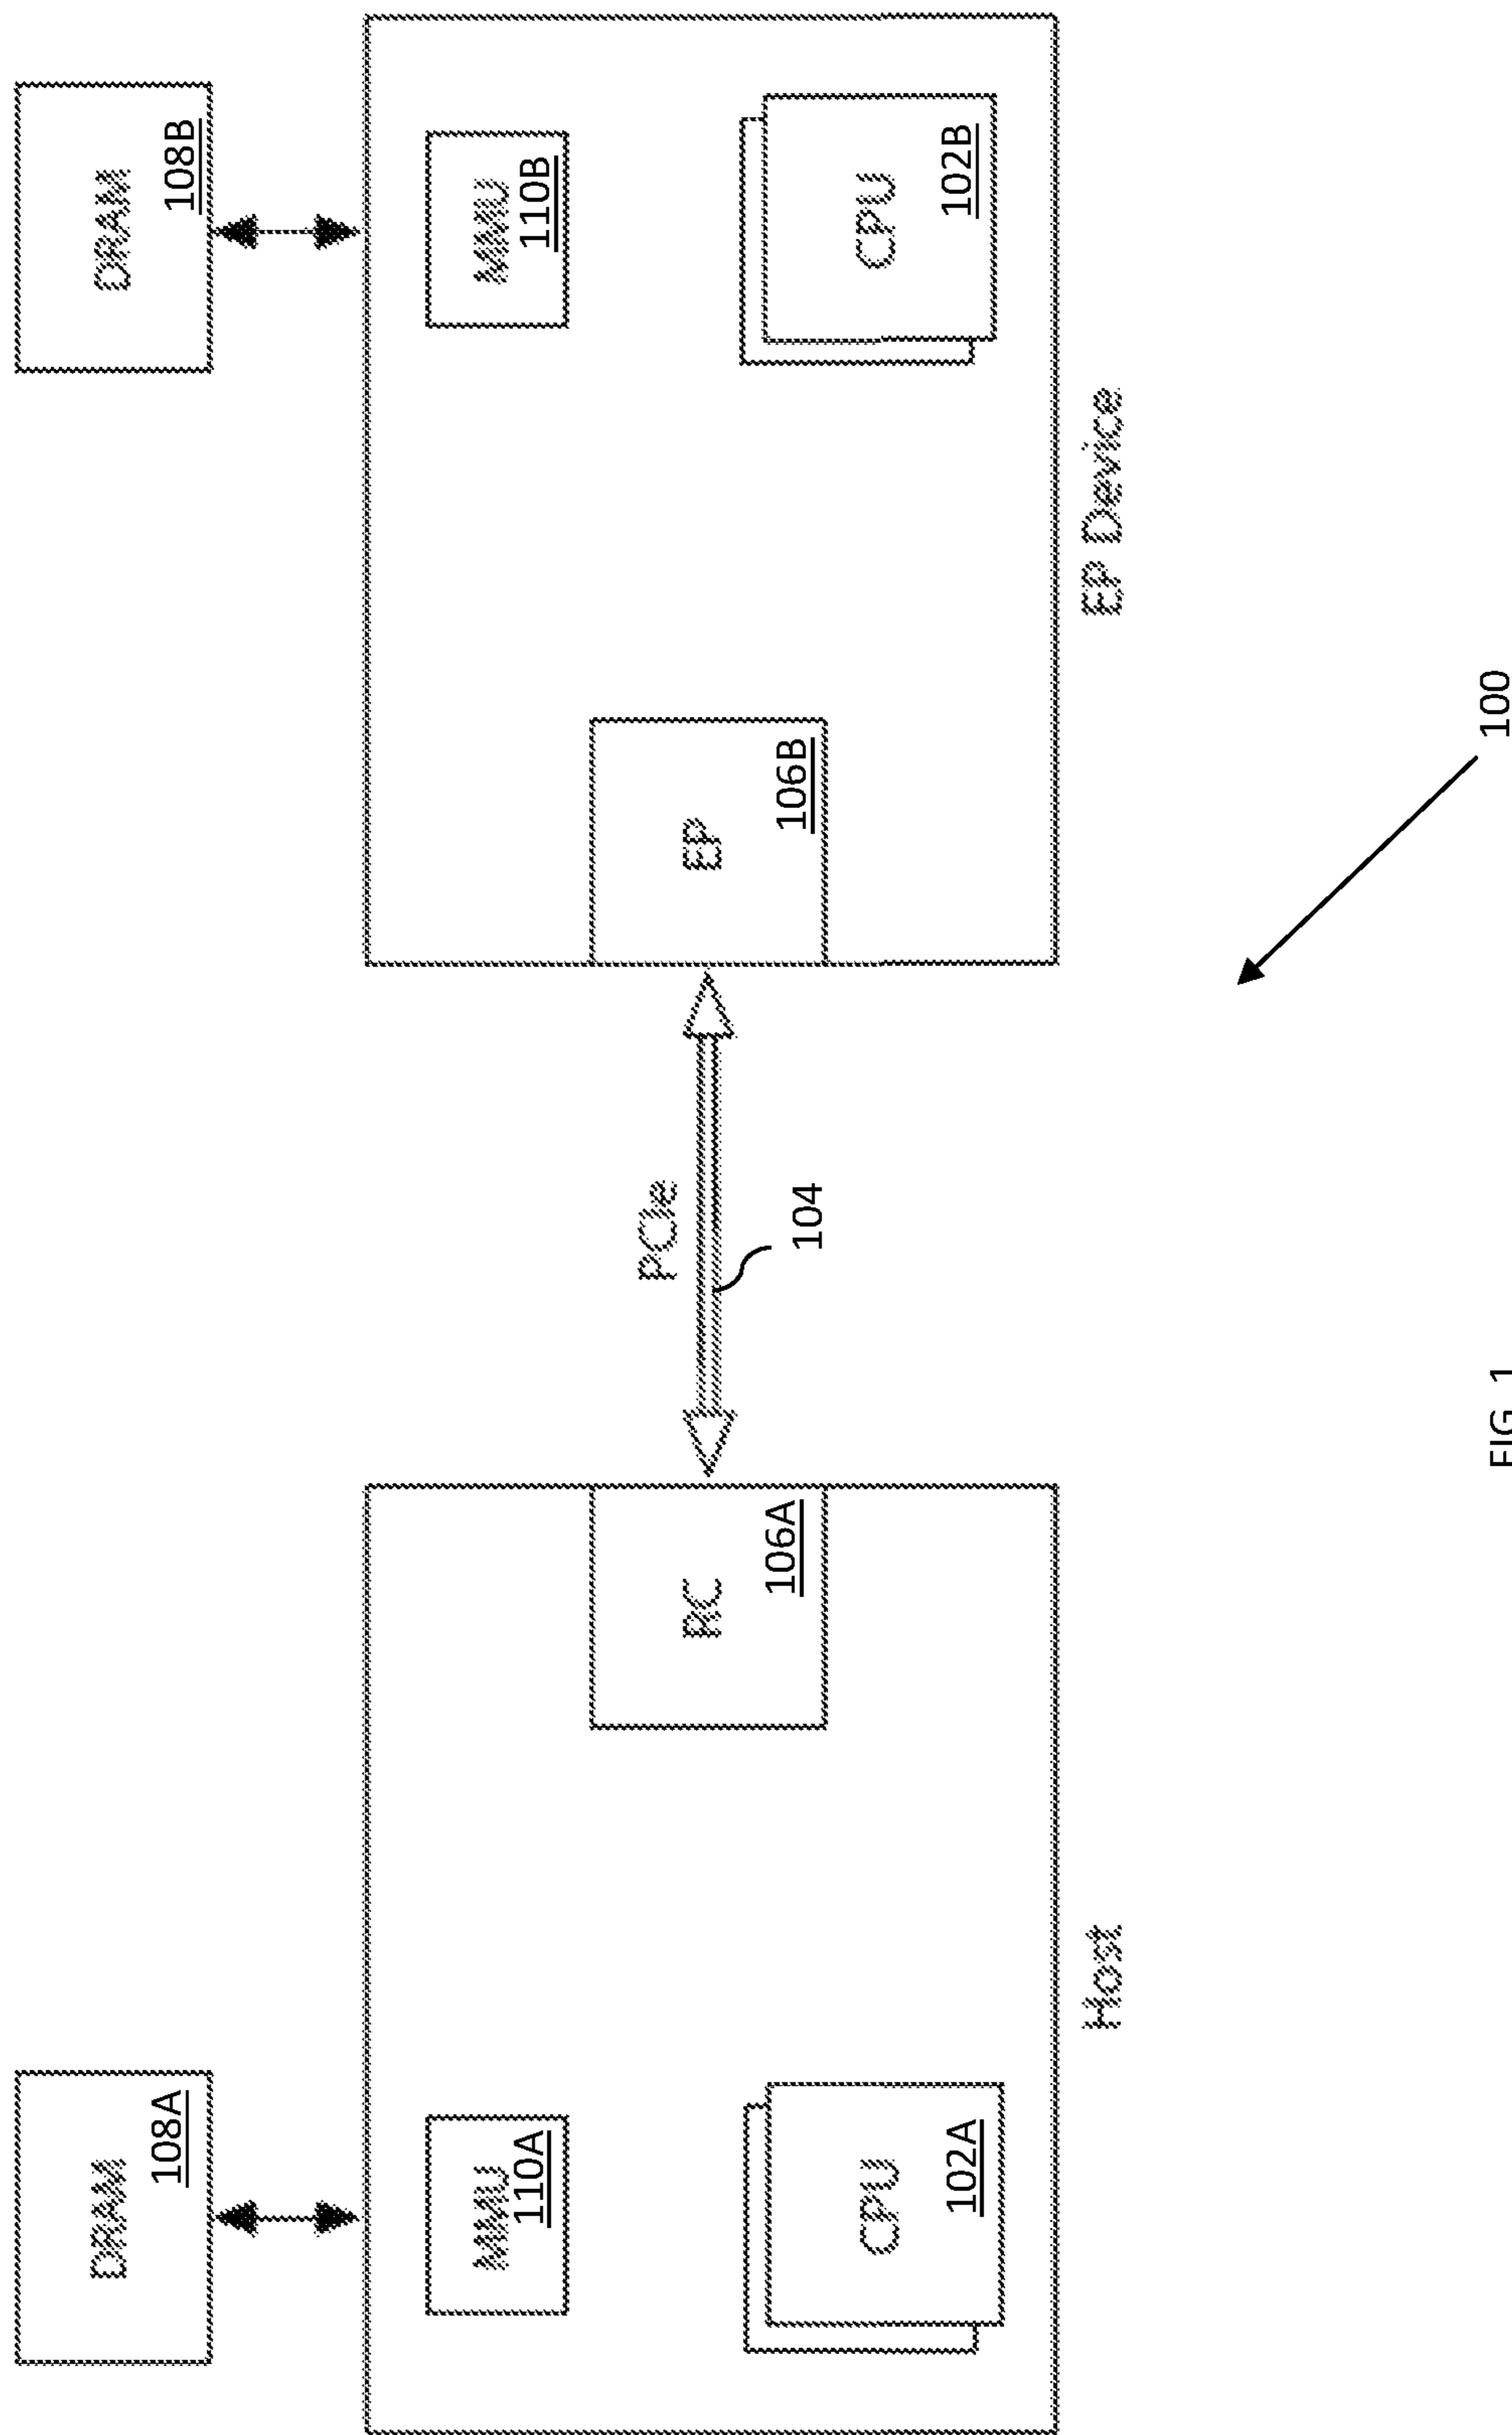 DRAM
108A
DRAM
108B
MMU
110A
MMU
110B
PCIe
RC
106A
104
EP
106B
CPU
102A
CPU
102B
Host
EP Device
100
FIG. 1